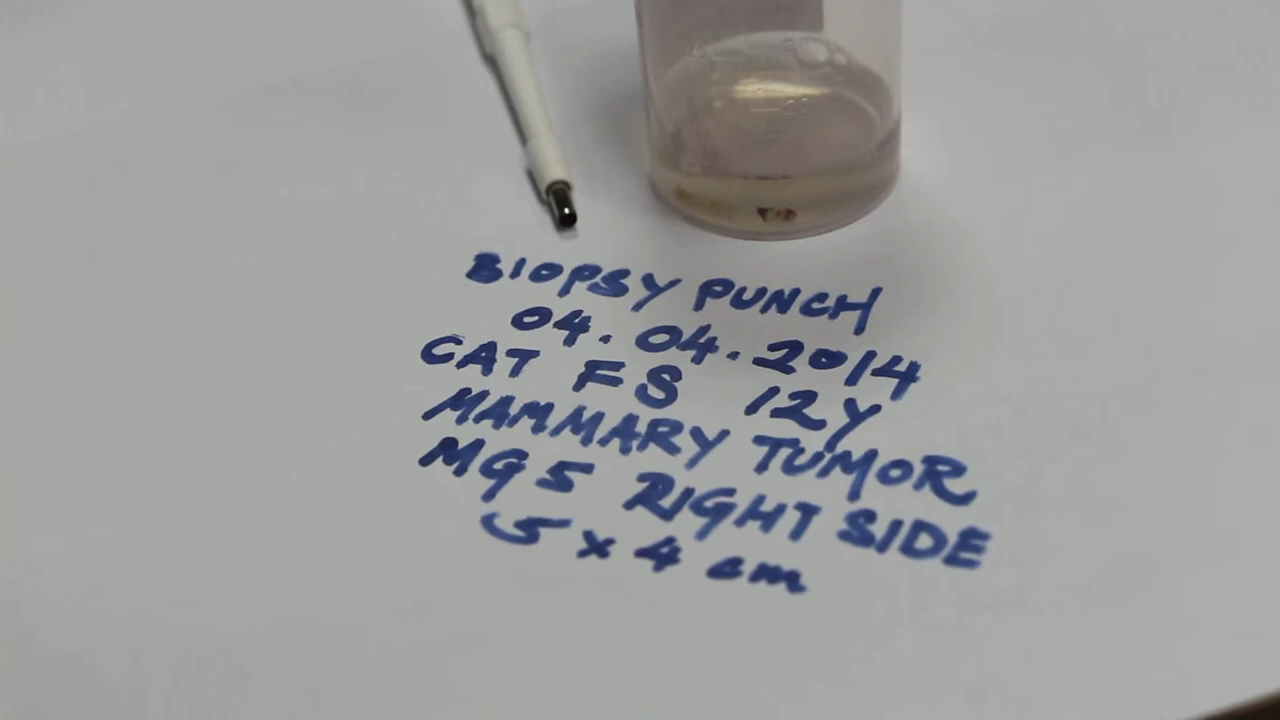 BIOPSY PUNCH
04.04.2014
CAT FS 12Y
MAMMARY TUMOR
MG5 RIGHT SIDE
5 x 4 cm